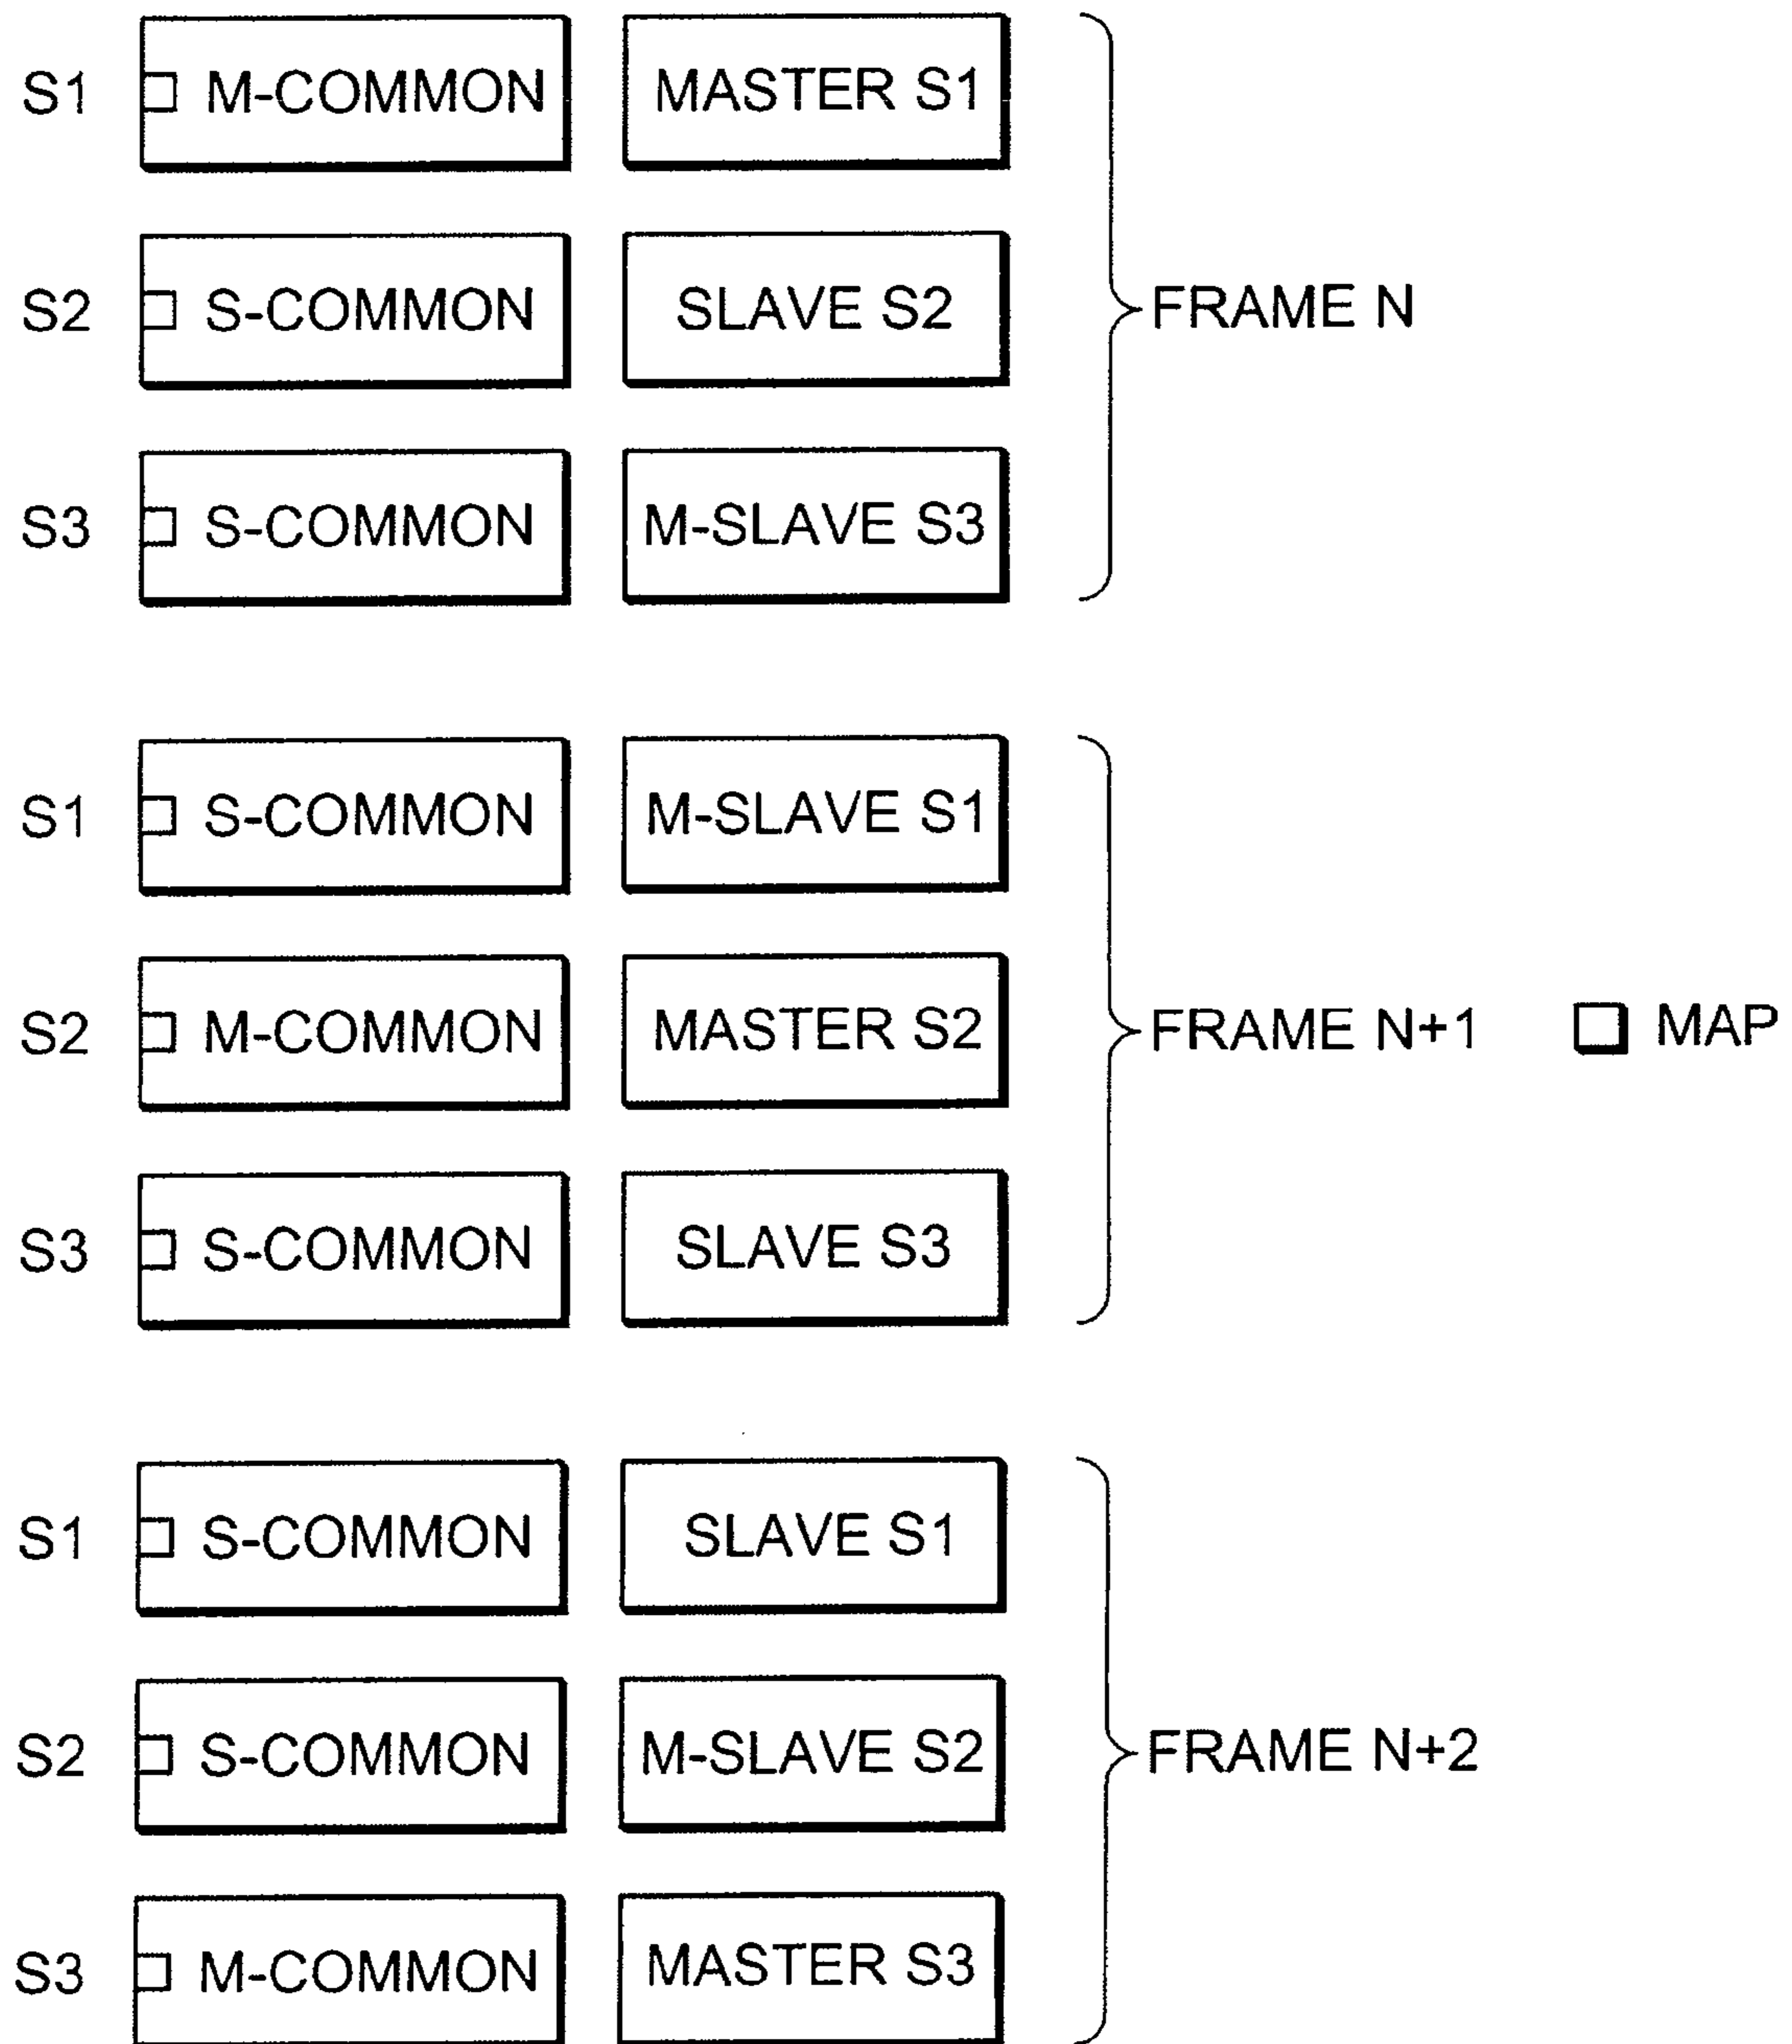 S1 M-COMMON MASTER S1
S2 S-COMMON SLAVE S2 FRAME N
S3 S-COMMON M-SLAVE S3
S1 S-COMMON M-SLAVE S1
S2 M-COMMON MASTER S2 FRAME N+1 MAP
S3 S-COMMON SLAVE S3
S1 S-COMMON SLAVE S1
S2 S-COMMON M-SLAVE S2 FRAME N+2
S3 M-COMMON MASTER S3